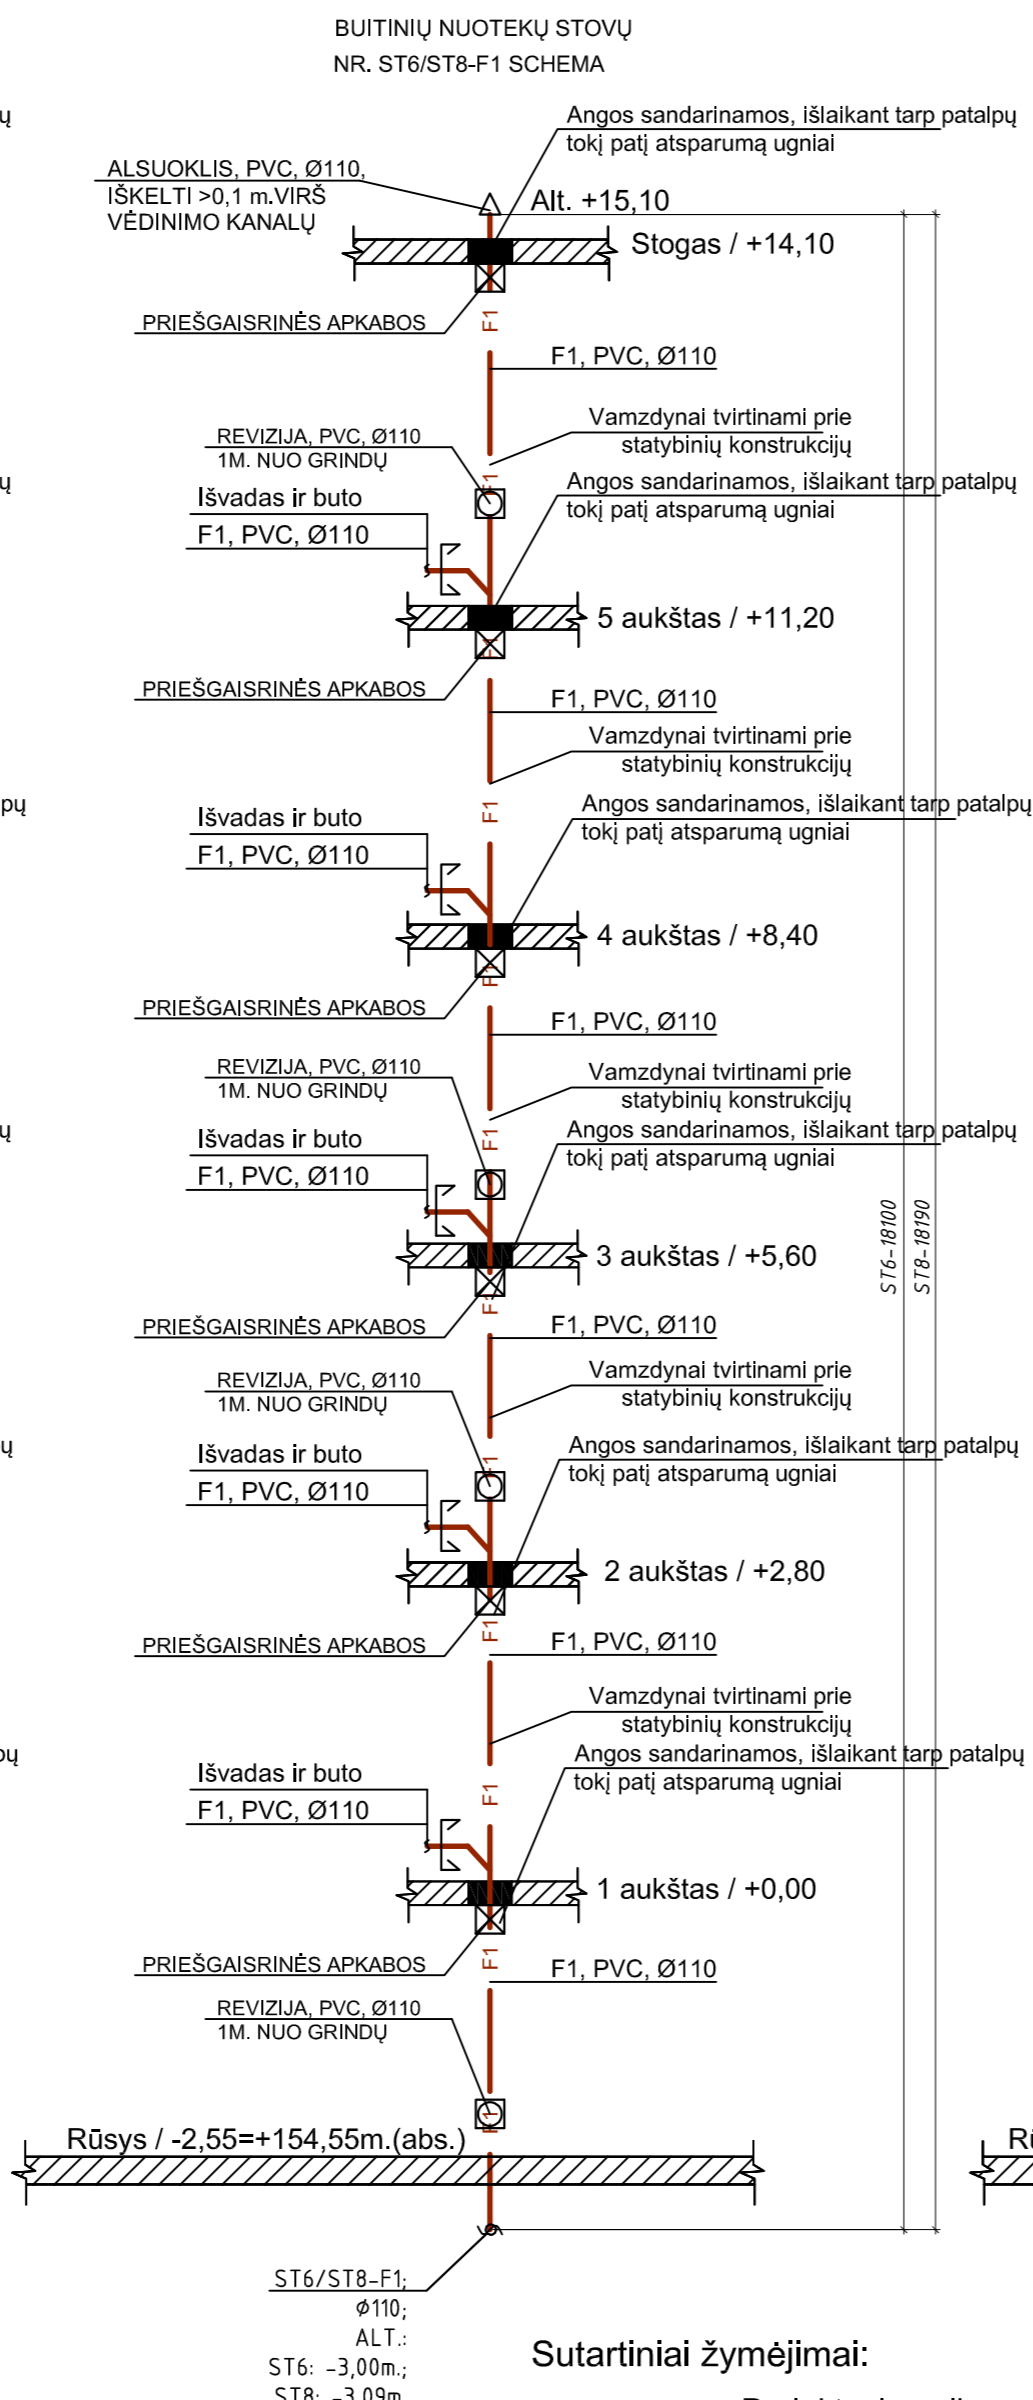 BUITINIŲ NUOTEKŲ STOVŲ
NR. ST6/ST8-F1 SCHEMA
Angos sandarinamos, išlaikant tarp patalpų
tokį patį atsparumą ugniai
ALSUOKLIS, PVC, Ø110,
IŠKELTI >0,1 m.VIRŠ
VĖDINIMO KANALŲ
Alt. +15,10
Stogas / +14,10
PRIEŠGAISRINĖS APKABOS
F1
F1, PVC, Ø110
Vamzdynai tvirtinami prie
statybinių konstrukcijų
REVIZIJA, PVC, Ø110
1M. NUO GRINDŲ
F1
Angos sandarinamos, išlaikant tarp patalpų
tokį patį atsparumą ugniai
Išvadas ir buto
F1, PVC, Ø110
5 aukštas / +11,20
F1
PRIEŠGAISRINĖS APKABOS
F1, PVC, Ø110
Vamzdynai tvirtinami prie
statybinių konstrukcijų
F1
Angos sandarinamos, išlaikant tarp patalpų
tokį patį atsparumą ugniai
Išvadas ir buto
F1, PVC, Ø110
4 aukštas / +8,40
F1
PRIEŠGAISRINĖS APKABOS
F1, PVC, Ø110
REVIZIJA, PVC, Ø110
1M. NUO GRINDŲ
Vamzdynai tvirtinami prie
statybinių konstrukcijų
F1
Angos sandarinamos, išlaikant tarp patalpų
tokį patį atsparumą ugniai
Išvadas ir buto
F1, PVC, Ø110
3 aukštas / +5,60
F1
PRIEŠGAISRINĖS APKABOS
F1, PVC, Ø110
ST6-18100
ST8-18190
REVIZIJA, PVC, Ø110
1M. NUO GRINDŲ
Vamzdynai tvirtinami prie
statybinių konstrukcijų
F1
Angos sandarinamos, išlaikant tarp patalpų
tokį patį atsparumą ugniai
Išvadas ir buto
F1, PVC, Ø110
2 aukštas / +2,80
F1
PRIEŠGAISRINĖS APKABOS
F1, PVC, Ø110
Vamzdynai tvirtinami prie
statybinių konstrukcijų
F1
Angos sandarinamos, išlaikant tarp patalpų
tokį patį atsparumą ugniai
Išvadas ir buto
F1, PVC, Ø110
1 aukštas / +0,00
F1
PRIEŠGAISRINĖS APKABOS
F1, PVC, Ø110
REVIZIJA, PVC, Ø110
1M. NUO GRINDŲ
F1
Rūsys / -2,55=+154,55m.(abs.)
ST6/ST8-F1;
Ø110;
ALT.:
ST6: -3,00m.;
ST8: -3,09m.
Sutartiniai žymėjimai: